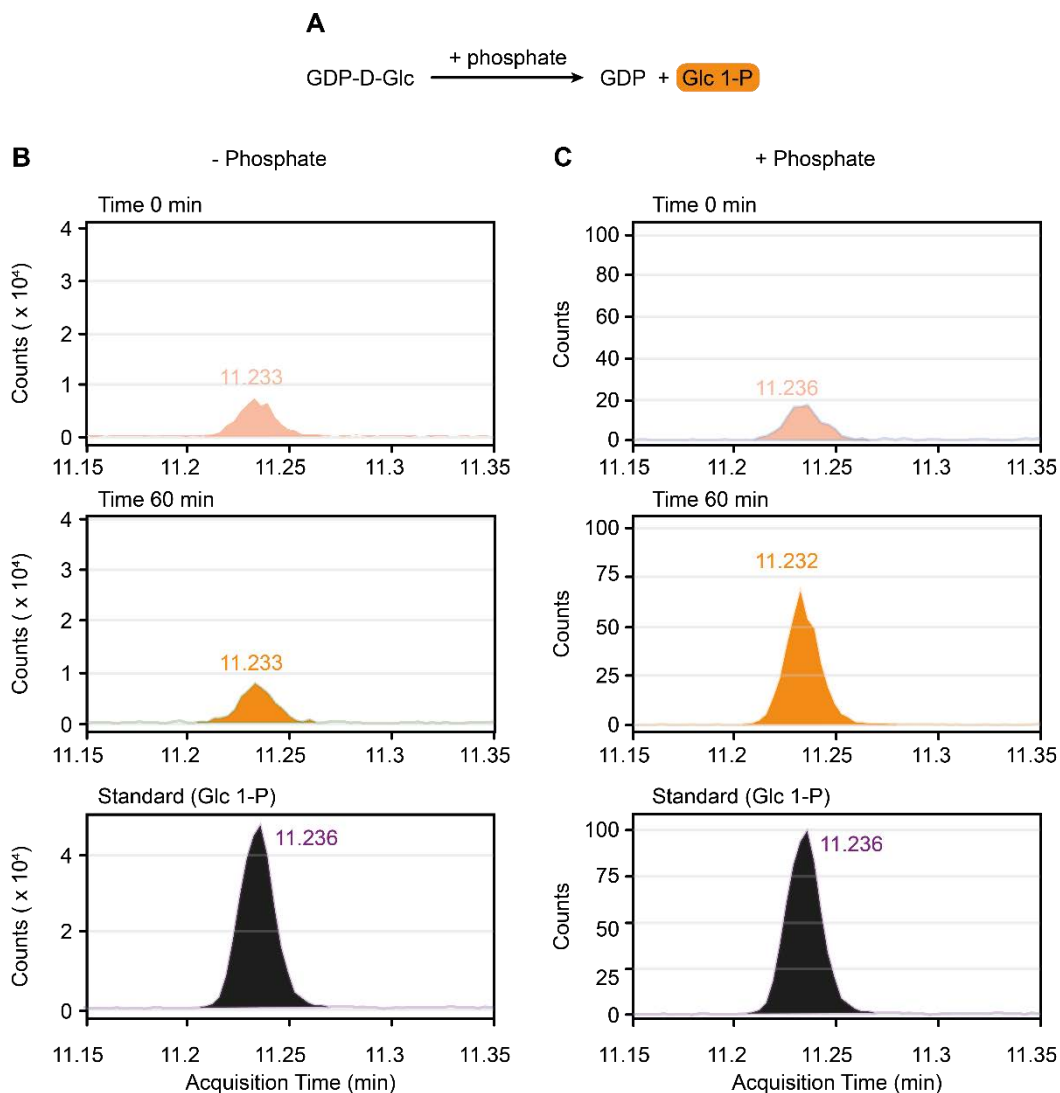 A
+ phosphate
GDP-D-Glc GDP + Glc 1-P
B - Phosphate
Time 0 min
Counts ( x 10⁴)
4
3
2
1
0
11.233
11.15 11.2 11.25 11.3 11.35
Time 60 min
Counts ( x 10⁴)
4
3
2
1
0
11.233
11.15 11.2 11.25 11.3 11.35
Standard (Glc 1-P)
Counts ( x 10⁴)
4
2
0
11.236
11.15 11.2 11.25 11.3 11.35
Acquisition Time (min)
C + Phosphate
Time 0 min
Counts
100
80
60
40
20
0
11.236
11.15 11.2 11.25 11.3 11.35
Time 60 min
Counts
100
75
50
25
0
11.232
11.15 11.2 11.25 11.3 11.35
Standard (Glc 1-P)
Counts
100
75
50
25
0
11.236
11.15 11.2 11.25 11.3 11.35
Acquisition Time (min)